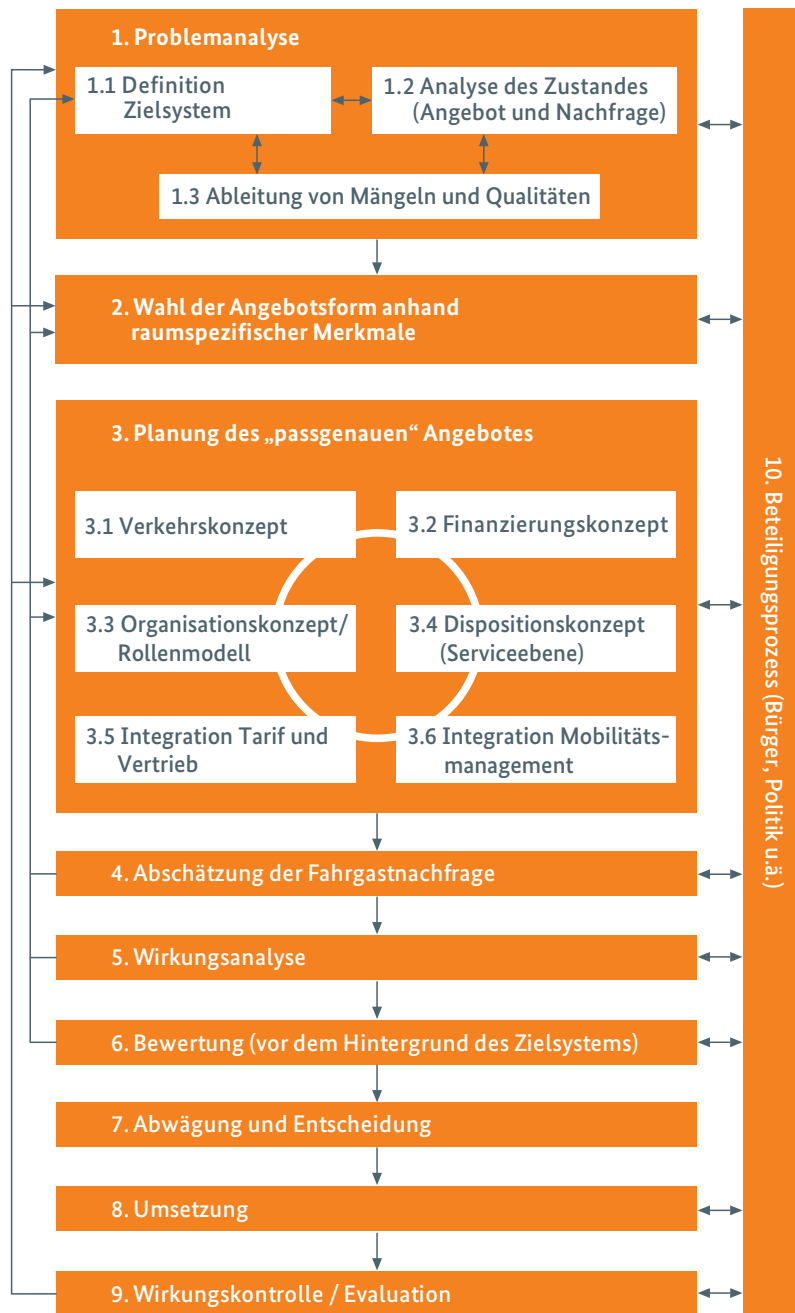 1. Problemanalyse
1.1 Definition
Zielsystem
1.2 Analyse des Zustandes
(Angebot und Nachfrage)
1.3 Ableitung von Mängeln und Qualitäten
2. Wahl der Angebotsform anhand
raumspezifischer Merkmale
3. Planung des „passgenauen“ Angebotes
3.1 Verkehrskonzept
3.2 Finanzierungskonzept
3.3 Organisationskonzept/
Rollenmodell
3.4 Dispositionskonzept
(Serviceebene)
3.5 Integration Tarif und
Vertrieb
3.6 Integration Mobilitäts-
management
4. Abschätzung der Fahrgastnachfrage
5. Wirkungsanalyse
6. Bewertung (vor dem Hintergrund des Zielsystems)
7. Abwägung und Entscheidung
8. Umsetzung
9. Wirkungskontrolle / Evaluation
10. Beteiligungsprozess (Bürger, Politik u.ä.)